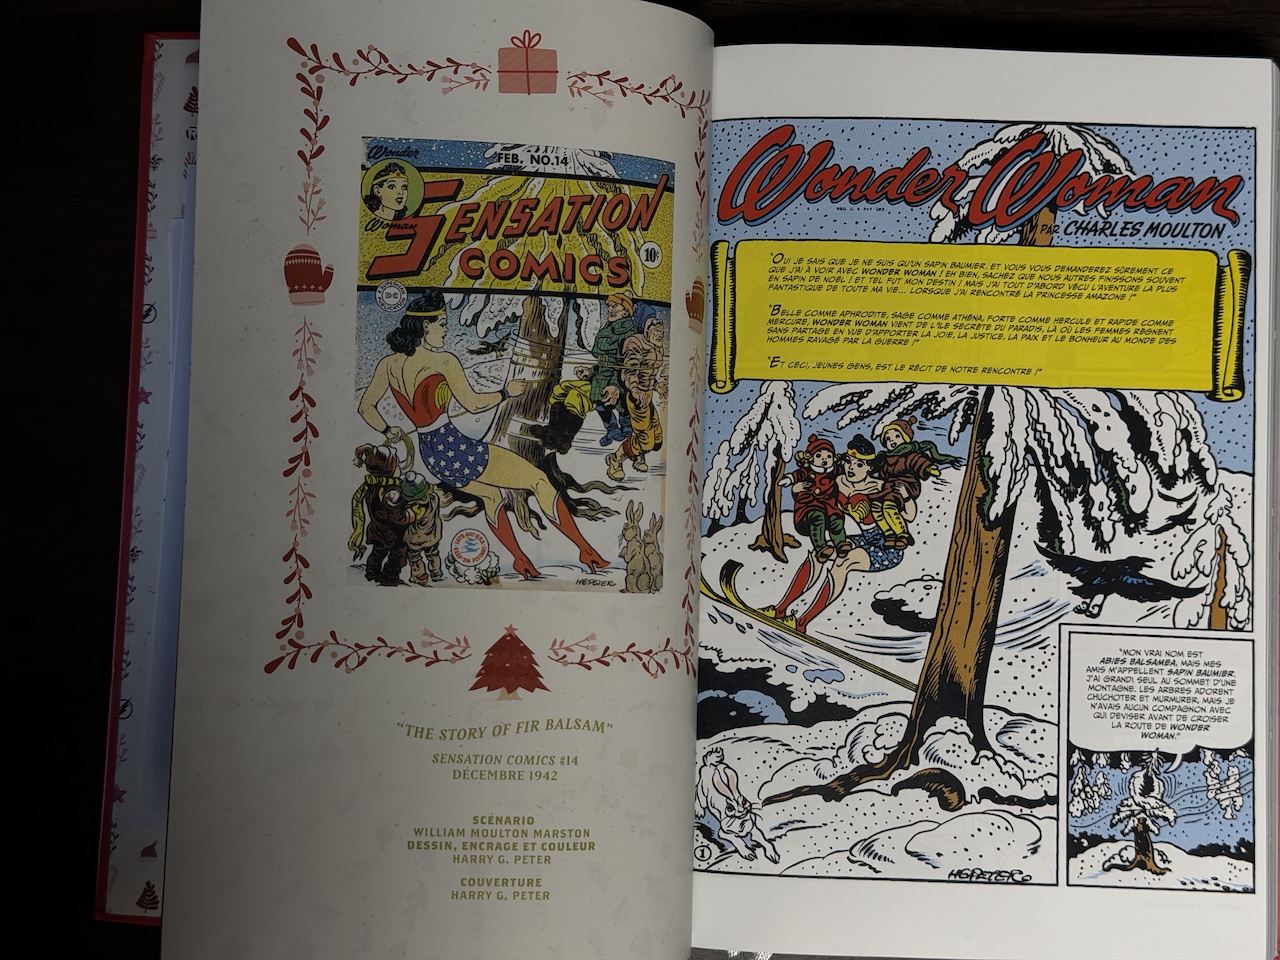 Wonder
Woman
FEB. NO.14
SENSATION
COMICS
10¢
DC
HGPETER
"THE STORY OF FIR BALSAM"
SENSATION COMICS #14
DÉCEMBRE 1942
SCÉNARIO
WILLIAM MOULTON MARSTON
DESSIN, ENCRAGE ET COULEUR
HARRY G. PETER
COUVERTURE
HARRY G. PETER
Wonder Woman
REG. U. S. PAT. OFF.
PAR CHARLES MOULTON
"OUI JE SAIS QUE JE NE SUIS QU'UN SAPIN BAUMIER. ET VOUS VOUS DEMANDEREZ SÛREMENT CE
QUE J'AI À VOIR AVEC WONDER WOMAN ! EH BIEN, SACHEZ QUE NOUS AUTRES FINISSONS SOUVENT
EN SAPIN DE NOËL ! ET TEL FUT MON DESTIN ! MAIS J'AI TOUT D'ABORD VÉCU L'AVENTURE LA PLUS
FANTASTIQUE DE TOUTE MA VIE... LORSQUE J'AI RENCONTRÉ LA PRINCESSE AMAZONE !"
"BELLE COMME APHRODITE, SAGE COMME ATHÉNA, FORTE COMME HERCULE ET RAPIDE COMME
MERCURE, WONDER WOMAN VIENT DE L'ÎLE SECRÈTE DU PARADIS, LÀ OÙ LES FEMMES RÈGNENT
SANS PARTAGE EN VUE D'APPORTER LA JOIE, LA JUSTICE, LA PAIX ET LE BONHEUR AU MONDE DES
HOMMES RAVAGÉ PAR LA GUERRE !"
"ET CECI, JEUNES GENS, EST LE RÉCIT DE NOTRE RENCONTRE !"
"MON VRAI NOM EST
ABIES BALSAMBA, MAIS MES
AMIS M'APPELLENT SAPIN BAUMIER.
J'AI GRANDI SEUL AU SOMMET D'UNE
MONTAGNE. LES ARBRES ADORENT
CHUCHOTER ET MURMURER, MAIS JE
N'AVAIS AUCUN COMPAGNON AVEC
QUI DEVISER AVANT DE CROISER
LA ROUTE DE WONDER
WOMAN."
1
HGPETER